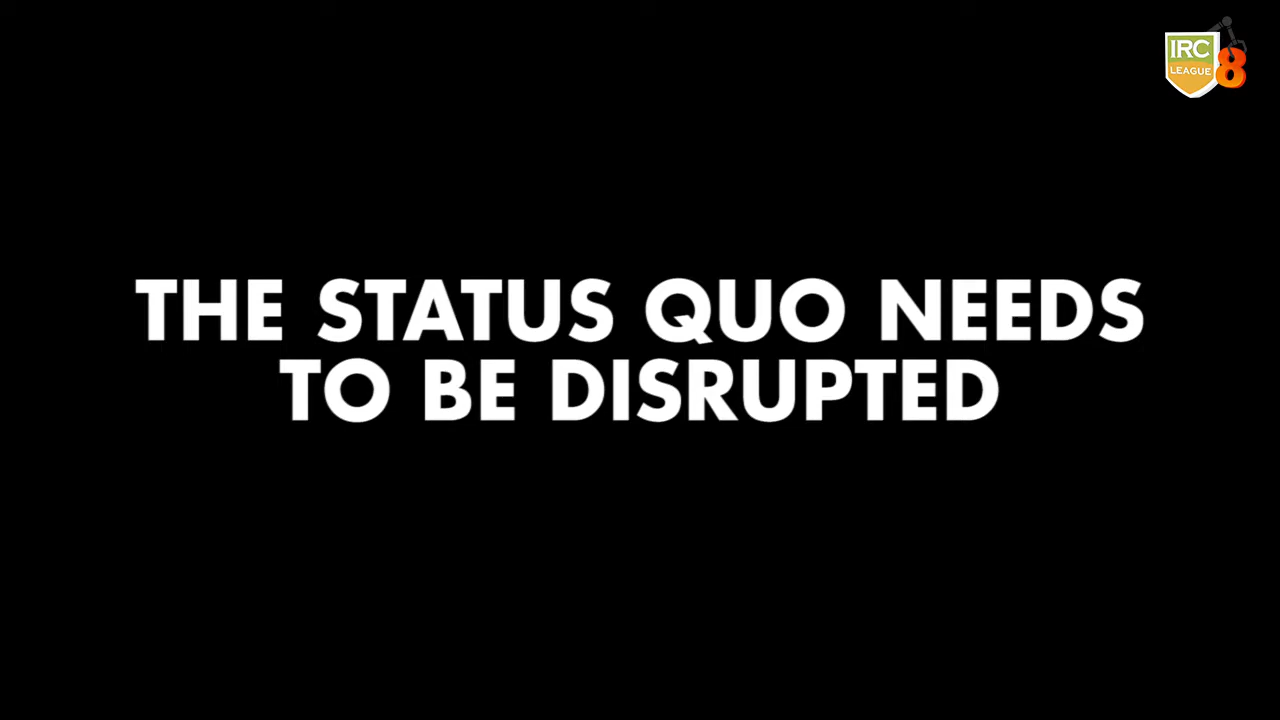 IRC
LEAGUE
8
THE STATUS QUO NEEDS
TO BE DISRUPTED